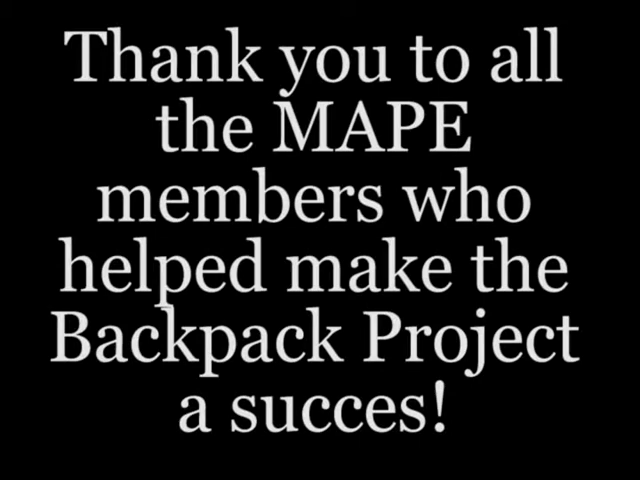 Thank you to all
the MAPE
members who
helped make the
Backpack Project
a succes!